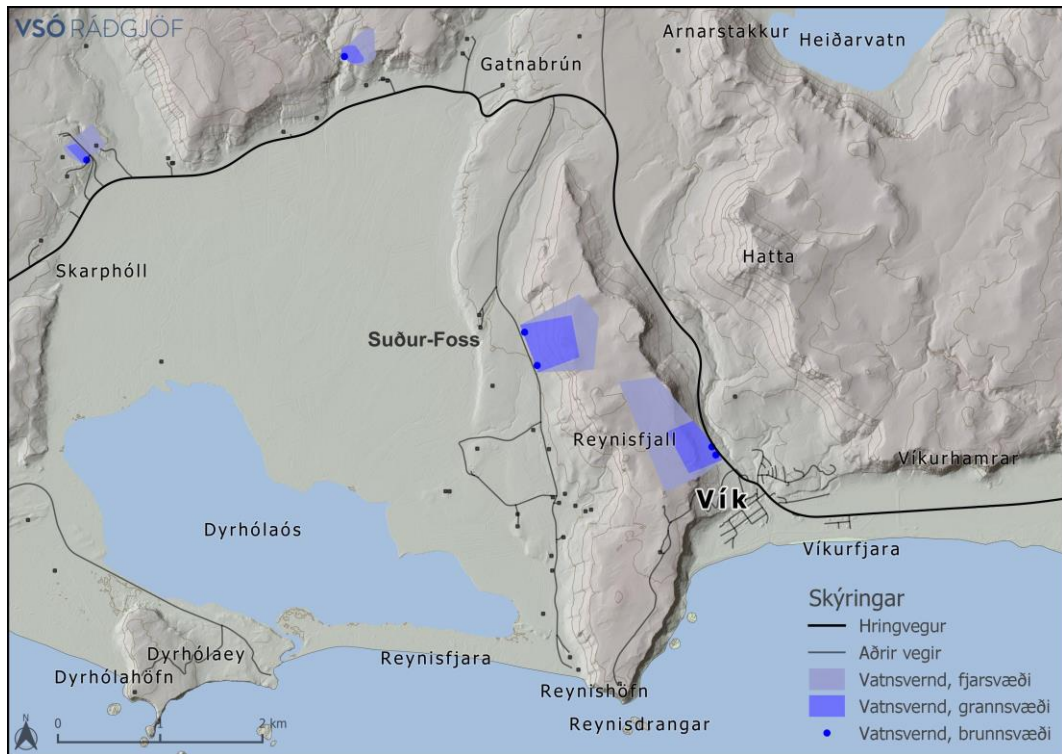 VSÓ RÁÐGJÖF
Arnarstakkur
Heiðarvatn
Gatnabrún
Skarphóll
Hatta
Suður-Foss
Reynisfjall
Víkurhamrar
Vík
Dyrhólaós
Víkurfjara
Dyrhólaey
Reynisfjara
Dyrhólahöfn
Reynishöfn
Reynisdrangar
Skýringar
Hringvegur
Aðrir vegir
Vatnsvernd, fjarsvæði
Vatnsvernd, grannsvæði
Vatnsvernd, brunnsvæði
N
0 1 2 km